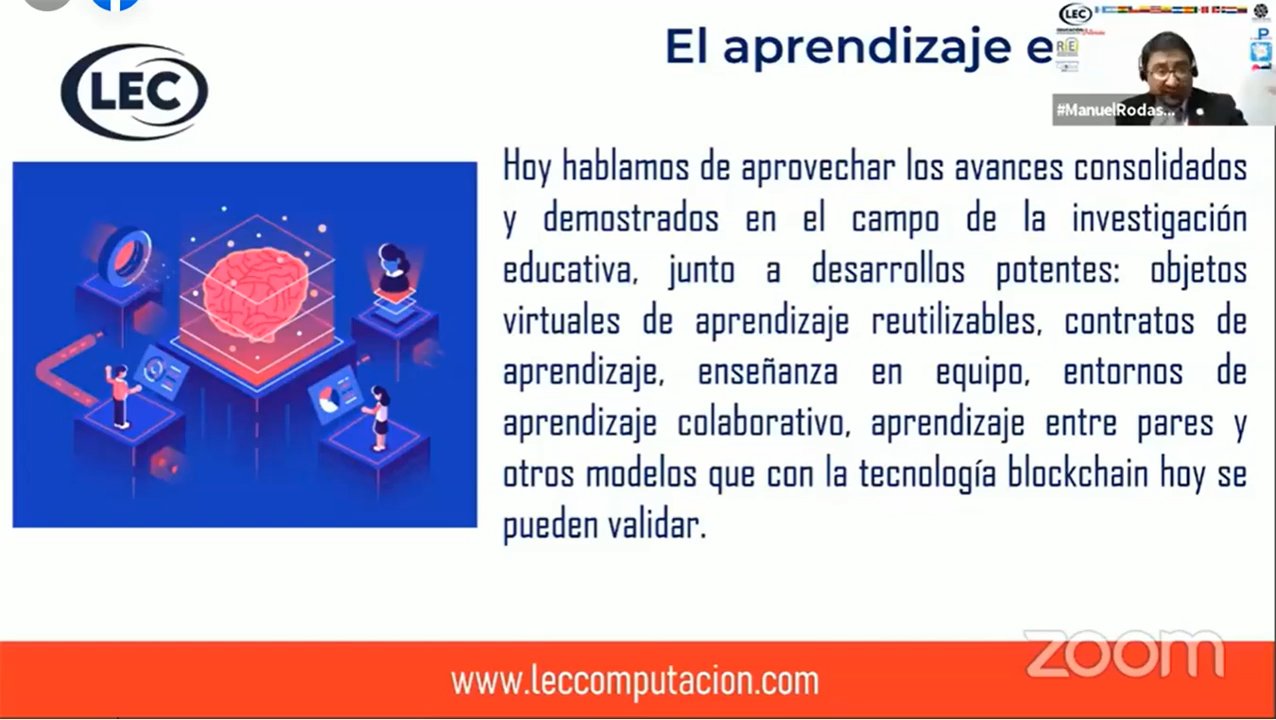 El aprendizaje e
LEC
LEC
#ManuelRodas...
Hoy hablamos de aprovechar los avances consolidados
y demostrados en el campo de la investigación
educativa, junto a desarrollos potentes: objetos
virtuales de aprendizaje reutilizables, contratos de
aprendizaje, enseñanza en equipo, entornos de
aprendizaje colaborativo, aprendizaje entre pares y
otros modelos que con la tecnología blockchain hoy se
pueden validar.
zoom
www.leccomputacion.com